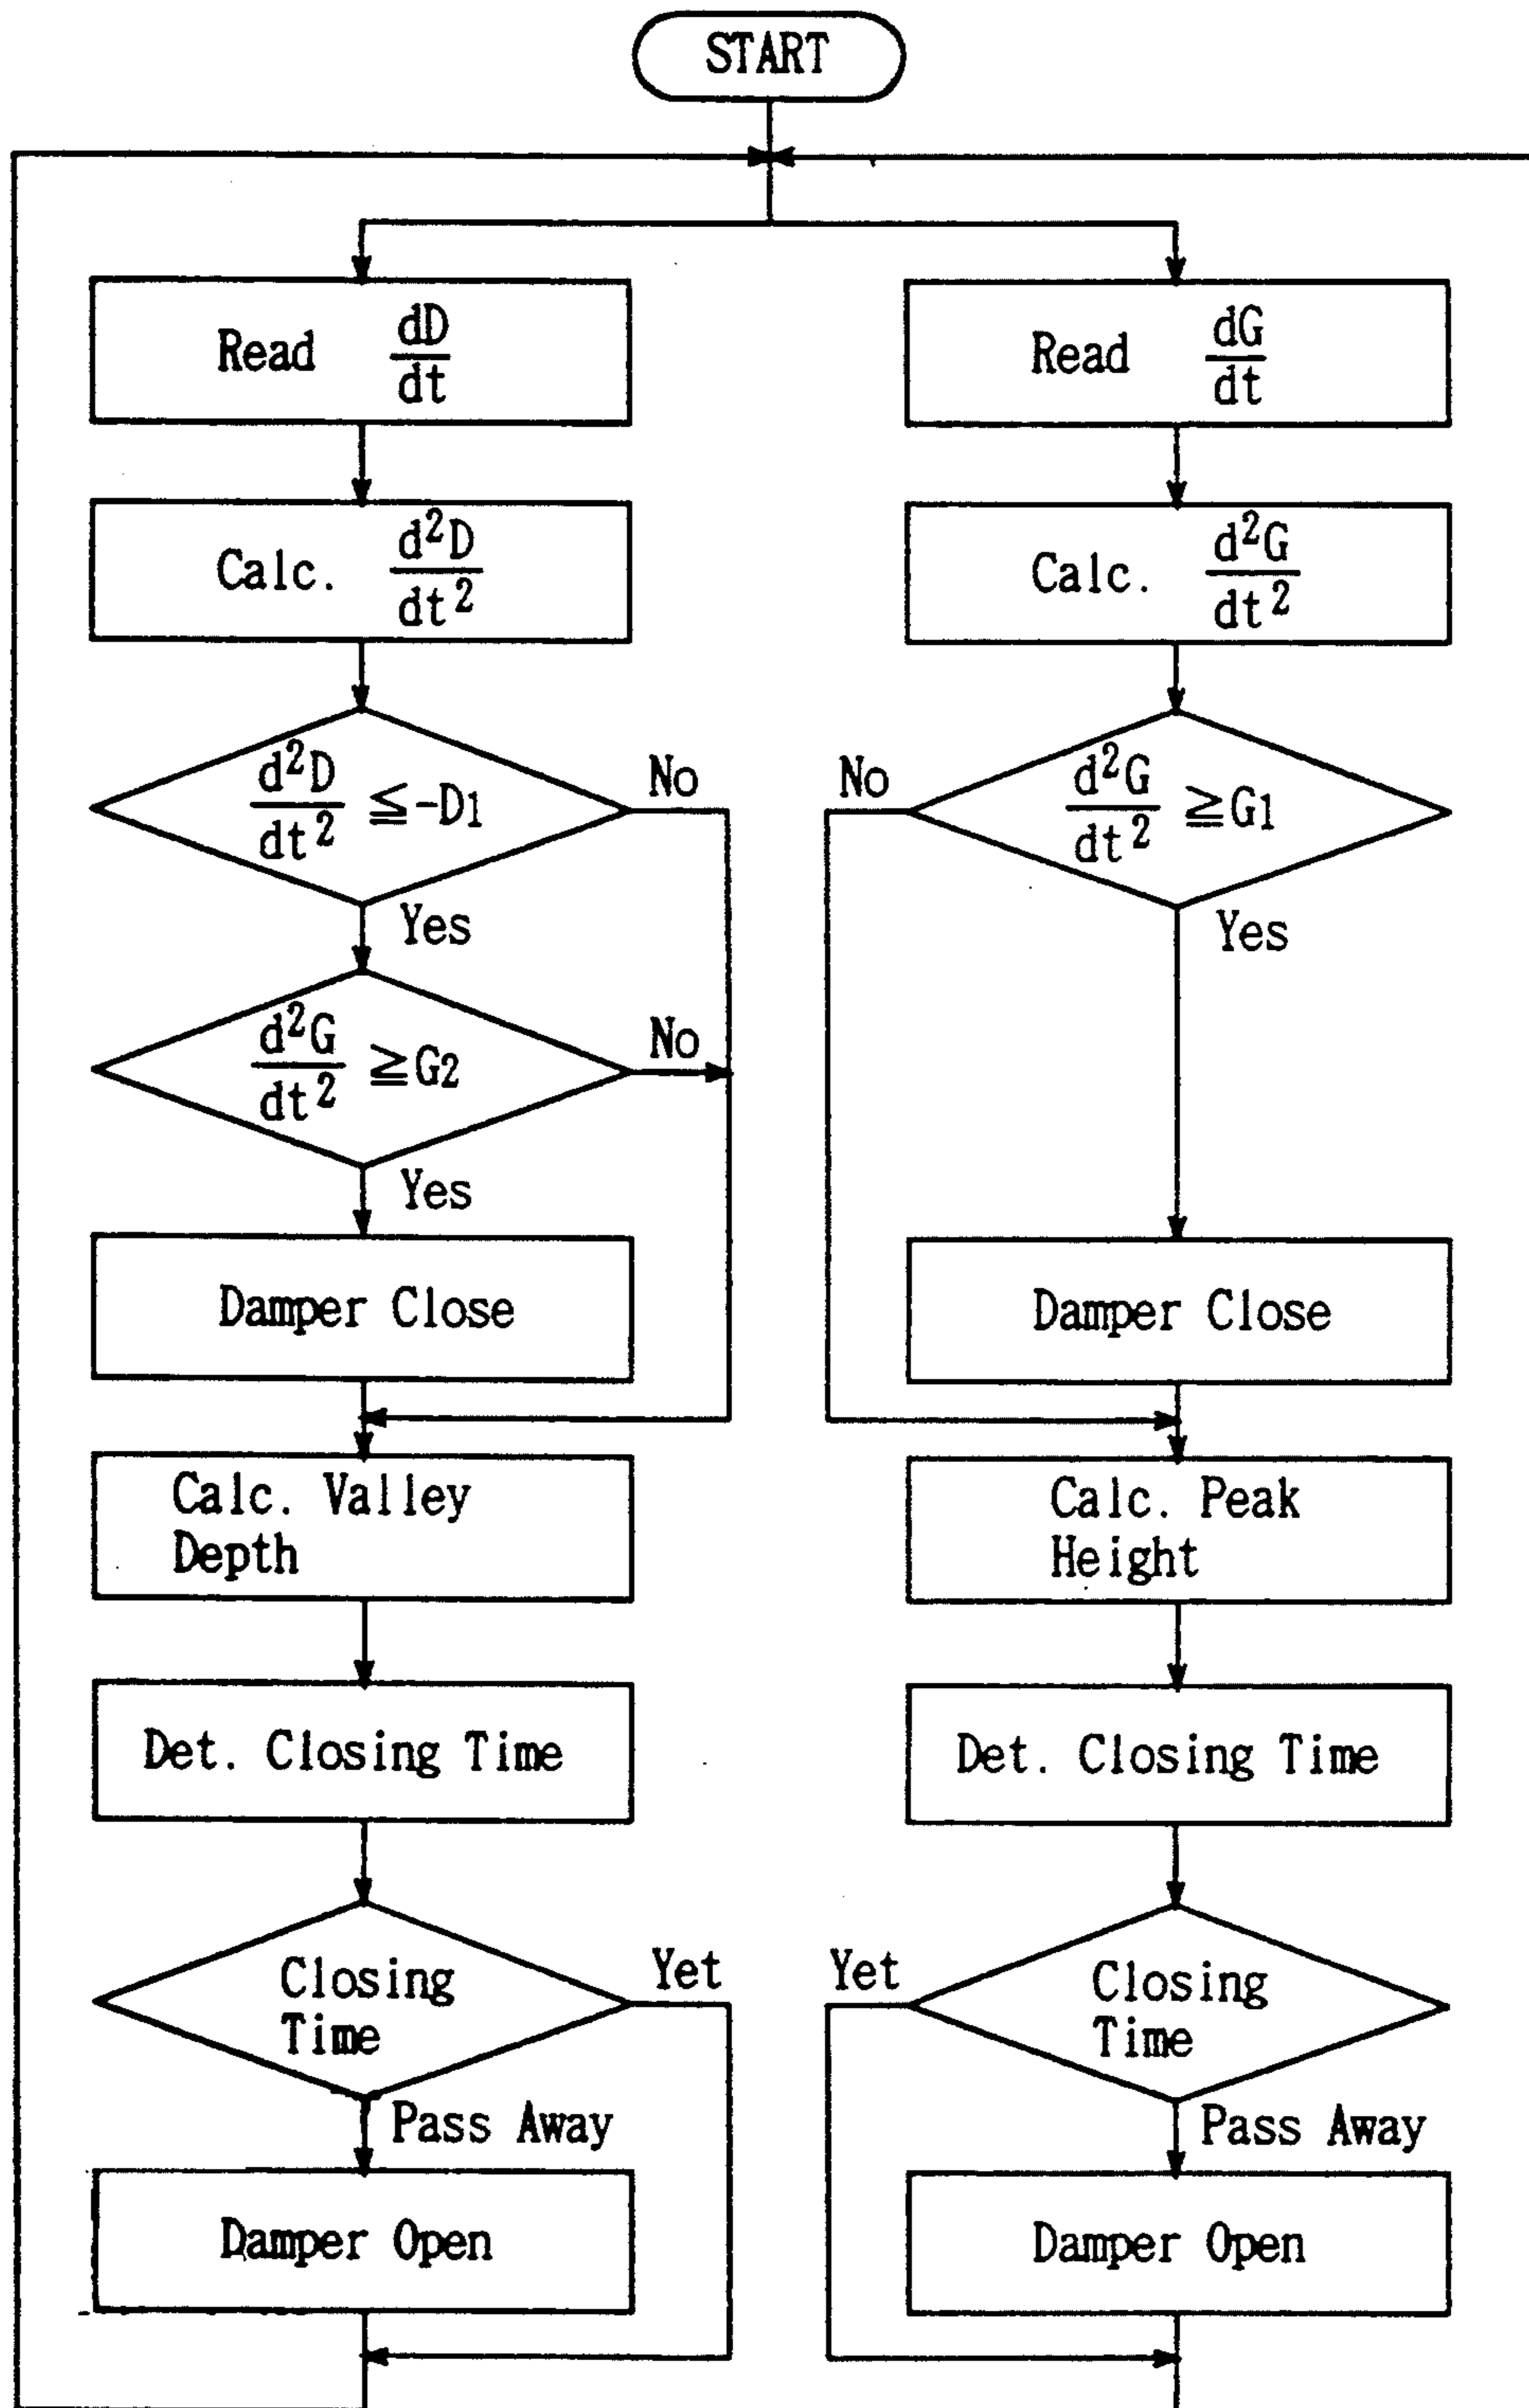 START
Read dD/dt
Calc. d²D/dt²
d²D/dt² ≦-D1
No
Yes
d²G/dt² ≧G2
No
Yes
Damper Close
Calc. Valley
Depth
Det. Closing Time
Closing
Time
Yet
Pass Away
Damper Open
Read dG/dt
Calc. d²G/dt²
d²G/dt² ≧G1
No
Yes
Damper Close
Calc. Peak
Height
Det. Closing Time
Closing
Time
Yet
Pass Away
Damper Open